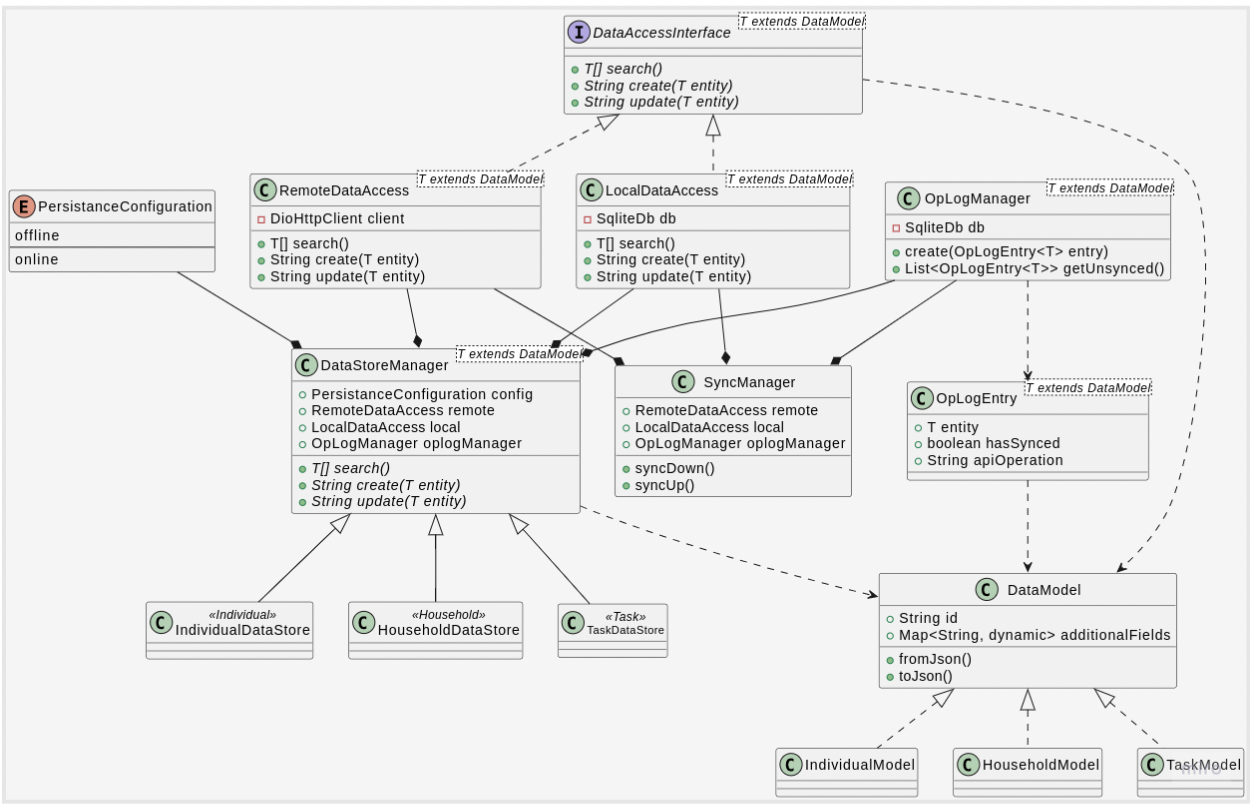 T extends DataModel
I DataAccessInterface
T[] search()
String create(T entity)
String update(T entity)
E PersistanceConfiguration
offline
online
T extends DataModel
C RemoteDataAccess
DioHttpClient client
T[] search()
String create(T entity)
String update(T entity)
T extends DataModel
C LocalDataAccess
SqliteDb db
T[] search()
String create(T entity)
String update(T entity)
T extends DataModel
C OpLogManager
SqliteDb db
create(OpLogEntry<T> entry)
List<OpLogEntry<T>> getUnsynced()
T extends DataModel
C DataStoreManager
PersistanceConfiguration config
RemoteDataAccess remote
LocalDataAccess local
OpLogManager oplogManager
T[] search()
String create(T entity)
String update(T entity)
C SyncManager
RemoteDataAccess remote
LocalDataAccess local
OpLogManager oplogManager
syncDown()
syncUp()
T extends DataModel
C OpLogEntry
T entity
boolean hasSynced
String apiOperation
«Individual»
C IndividualDataStore
«Household»
C HouseholdDataStore
«Task»
C TaskDataStore
C DataModel
String id
Map<String, dynamic> additionalFields
fromJson()
toJson()
C IndividualModel
C HouseholdModel
C TaskModel
miro